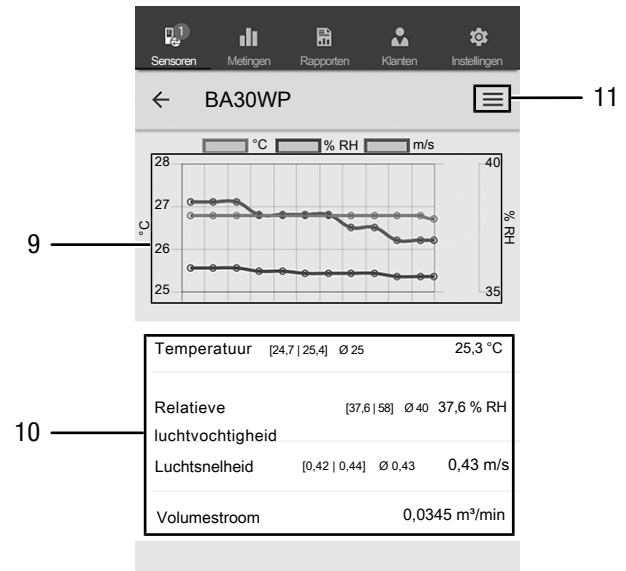 1
Sensoren Metingen Rapporten Klanten Instellingen
BA30WP
11
°C % RH m/s
28 40
27
°C % RH
9
26
25 35
Temperatuur [24,7 | 25,4] Ø 25 25,3 °C
Relatieve [37,6 | 58] Ø 40 37,6 % RH
luchtvochtigheid
10
Luchtsnelheid [0,42 | 0,44] Ø 0,43 0,43 m/s
Volumestroom 0,0345 m³/min